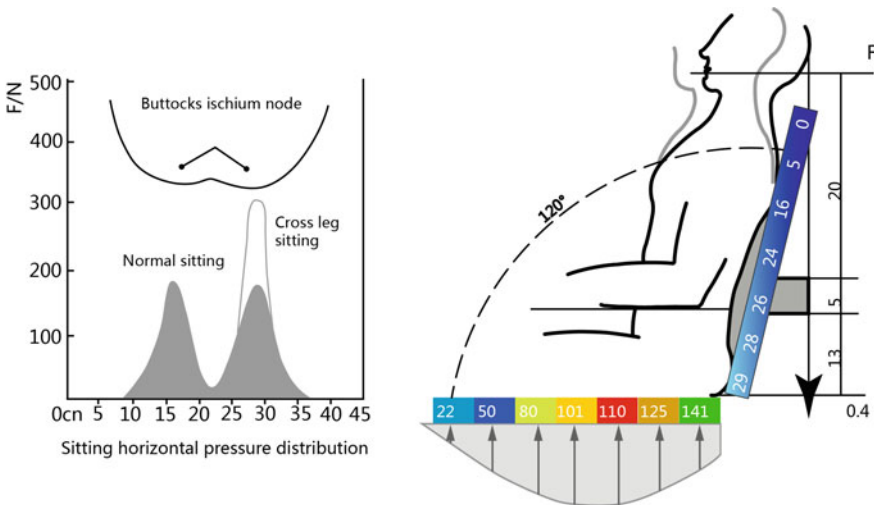 F/N
500
400
300
200
100
Buttocks ischium node
Cross leg
sitting
Normal sitting
0cn 5 10 15 20 25 30 35 40 45
Sitting horizontal pressure distribution
F
120°
0
5
16
24
26
28
29
20
5
13
0.4
22 50 80 101 110 125 141